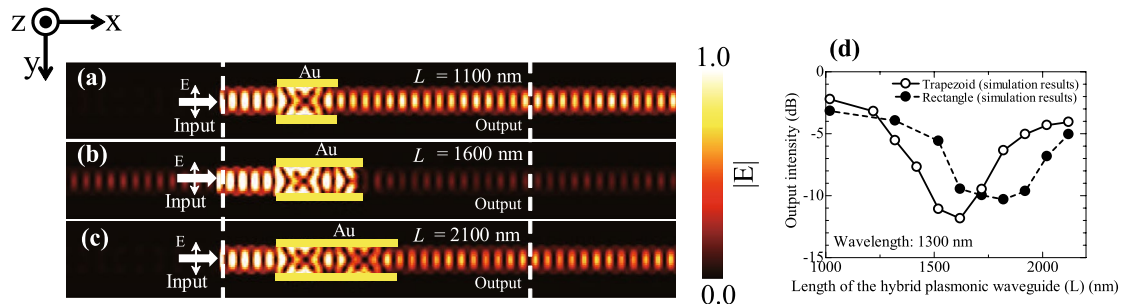 z x
y
(a) E Input Au L = 1100 nm Output
(b) E Input Au L = 1600 nm Output
(c) E Input Au L = 2100 nm Output
1.0
|E|
0.0
(d)
Trapezoid (simulation results)
Rectangle (simulation results)
Output intensity (dB)
0
-5
-10
-15
Wavelength: 1300 nm
1000 1500 2000
Length of the hybrid plasmonic waveguide (L) (nm)